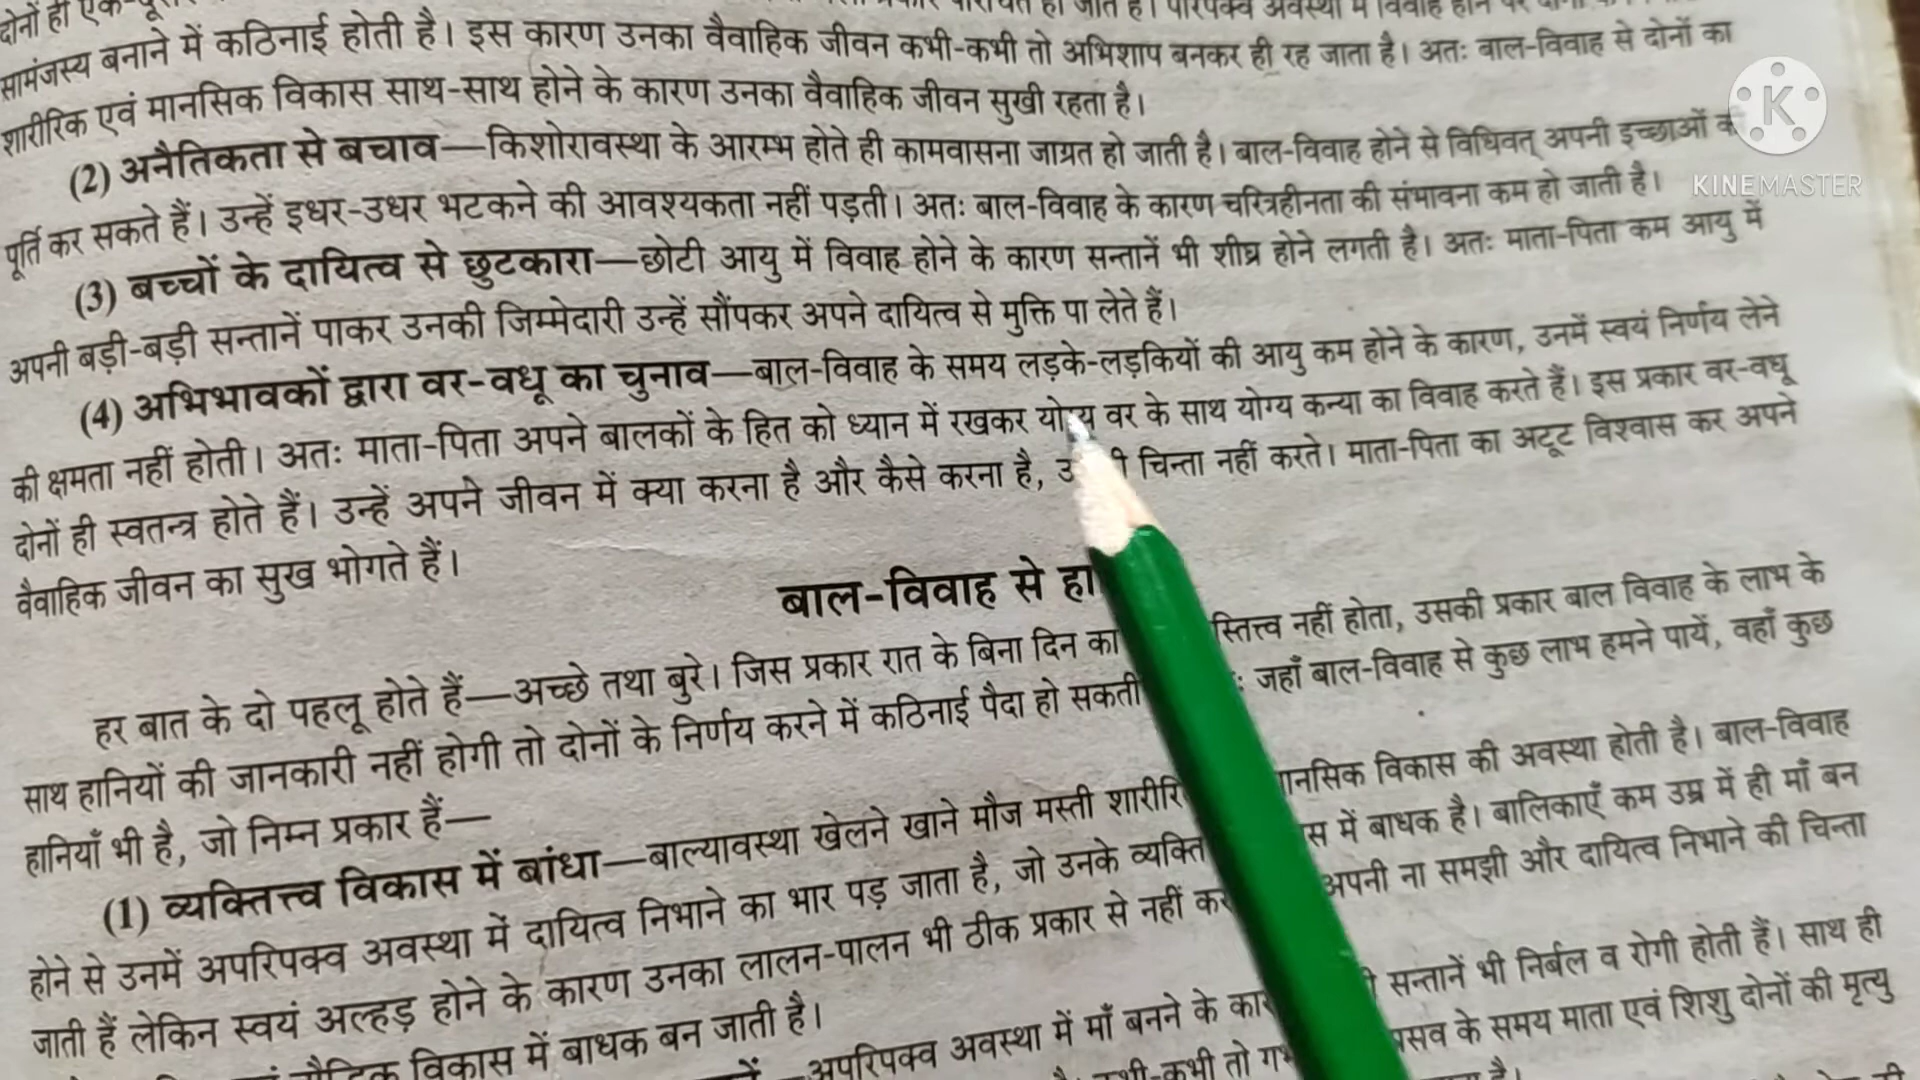 दोनों ही
सामंजस्य बनाने में कठिनाई होती है। इस कारण उनका वैवाहिक जीवन कभी-कभी तो अभिशाप बनकर ही रह जाता है। अतः बाल-विवाह से दोनों का
शारीरिक एवं मानसिक विकास साथ-साथ होने के कारण उनका वैवाहिक जीवन सुखी रहता है।
(2) अनैतिकता से बचाव—किशोरावस्था के आरम्भ होते ही कामवासना जाग्रत हो जाती है। बाल-विवाह होने से विधिवत् अपनी इच्छाओं
पूर्ति कर सकते हैं। उन्हें इधर-उधर भटकने की आवश्यकता नहीं पड़ती। अतः बाल-विवाह के कारण चरित्रहीनता की संभावना कम हो जाती है।
(3) बच्चों के दायित्व से छुटकारा—छोटी आयु में विवाह होने के कारण सन्तानें भी शीघ्र होने लगती है। अतः माता-पिता कम आयु में
अपनी बड़ी-बड़ी सन्तानें पाकर उनकी जिम्मेदारी उन्हें सौंपकर अपने दायित्व से मुक्ति पा लेते हैं।
(4) अभिभावकों द्वारा वर-वधू का चुनाव—बाल-विवाह के समय लड़के-लड़कियों की आयु कम होने के कारण, उनमें स्वयं निर्णय लेने
की क्षमता नहीं होती। अतः माता-पिता अपने बालकों के हित को ध्यान में रखकर योग्य वर के साथ योग्य कन्या का विवाह करते हैं। इस प्रकार वर-वधू
दोनों ही स्वतन्त्र होते हैं। उन्हें अपने जीवन में क्या करना है और कैसे करना है, चिन्ता नहीं करते। माता-पिता का अटूट विश्वास कर अपने
वैवाहिक जीवन का सुख भोगते हैं।
बाल-विवाह से
हर बात के दो पहलू होते हैं—अच्छे तथा बुरे। जिस प्रकार रात के बिना दिन का नहीं होता, उसकी प्रकार बाल विवाह के लाभ के
साथ हानियों की जानकारी नहीं होगी तो दोनों के निर्णय करने में कठिनाई पैदा हो सकती जहाँ बाल-विवाह से कुछ लाभ हमने पायें, वहाँ कुछ
हानियाँ भी है, जो निम्न प्रकार हैं—
(1) व्यक्तित्त्व विकास में बांधा—बाल्यावस्था खेलने खाने मौज मस्ती विकास की अवस्था होती है। बाल-विवाह
होने से उनमें अपरिपक्व अवस्था में दायित्व निभाने का भार पड़ जाता है, जो उनके में बाधक है। बालिकाएँ कम उम्र में ही माँ बन
जाती हैं लेकिन स्वयं अल्हड़ होने के कारण उनका लालन-पालन भी ठीक प्रकार से नहीं अपनी ना समझी और दायित्व निभाने की चिन्ता
विकास में बाधक बन जाती है।
अपरिपक्व अवस्था में माँ बनने के सन्तानें भी निर्बल व रोगी होती हैं। साथ ही
कभी-कभी तो के समय माता एवं शिशु दोनों की मृत्यु
KINEMASTER